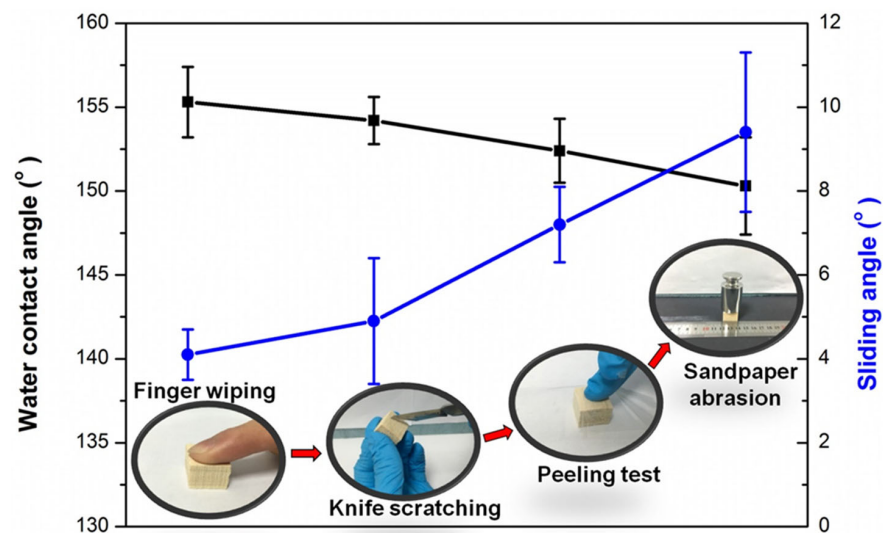 Water contact angle (°)
160
155
150
145
140
135
130
Finger wiping
Knife scratching
Peeling test
Sandpaper
abrasion
12
10
8
6
4
2
0
Sliding angle (°)